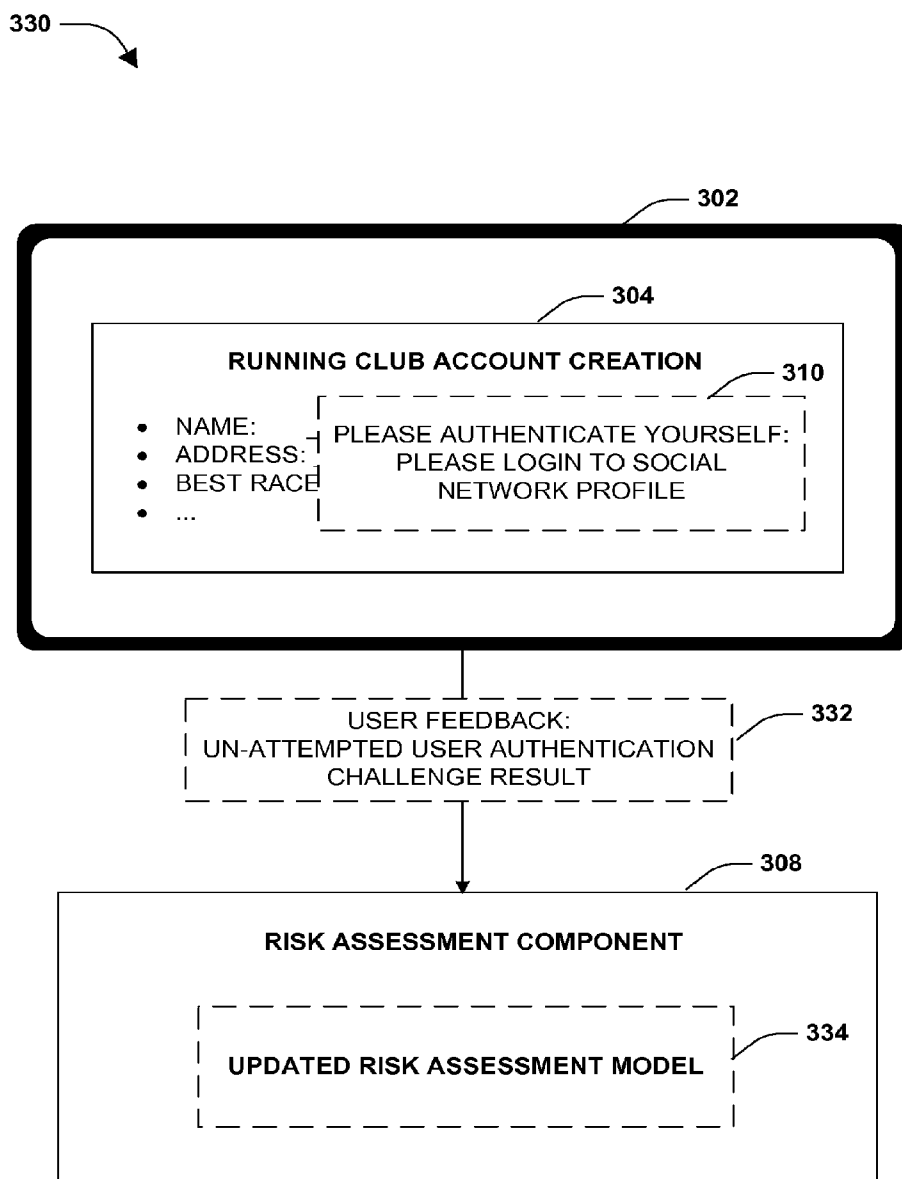 330
302
304
RUNNING CLUB ACCOUNT CREATION
310
• NAME:
• ADDRESS:
• BEST RACE
• ...
PLEASE AUTHENTICATE YOURSELF:
PLEASE LOGIN TO SOCIAL
NETWORK PROFILE
USER FEEDBACK:
UN-ATTEMPTED USER AUTHENTICATION
CHALLENGE RESULT
332
308
RISK ASSESSMENT COMPONENT
UPDATED RISK ASSESSMENT MODEL
334